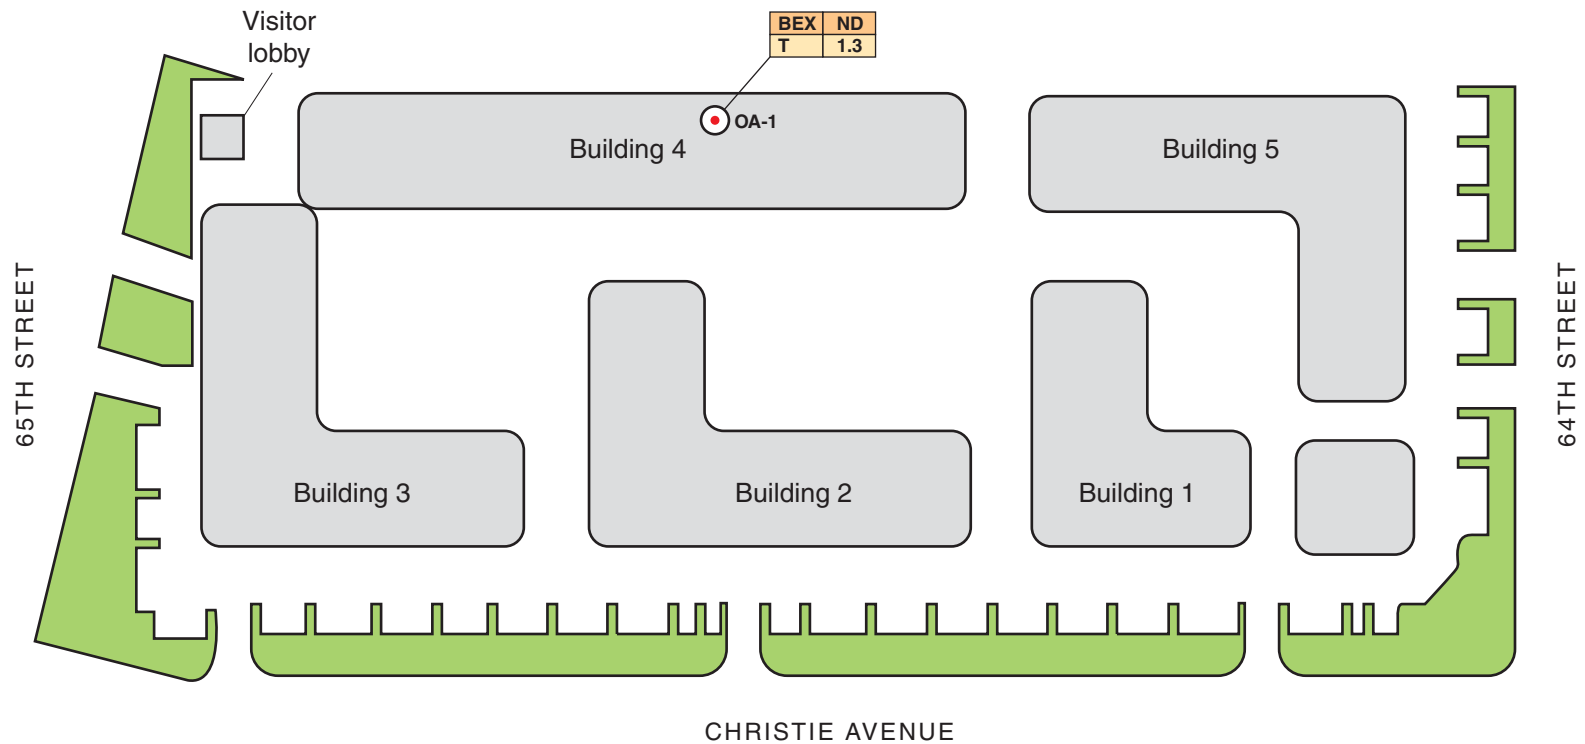 Visitor
lobby
BEX ND
T 1.3
OA-1
Building 4
Building 5
65TH STREET
64TH STREET
Building 3
Building 2
Building 1
CHRISTIE AVENUE